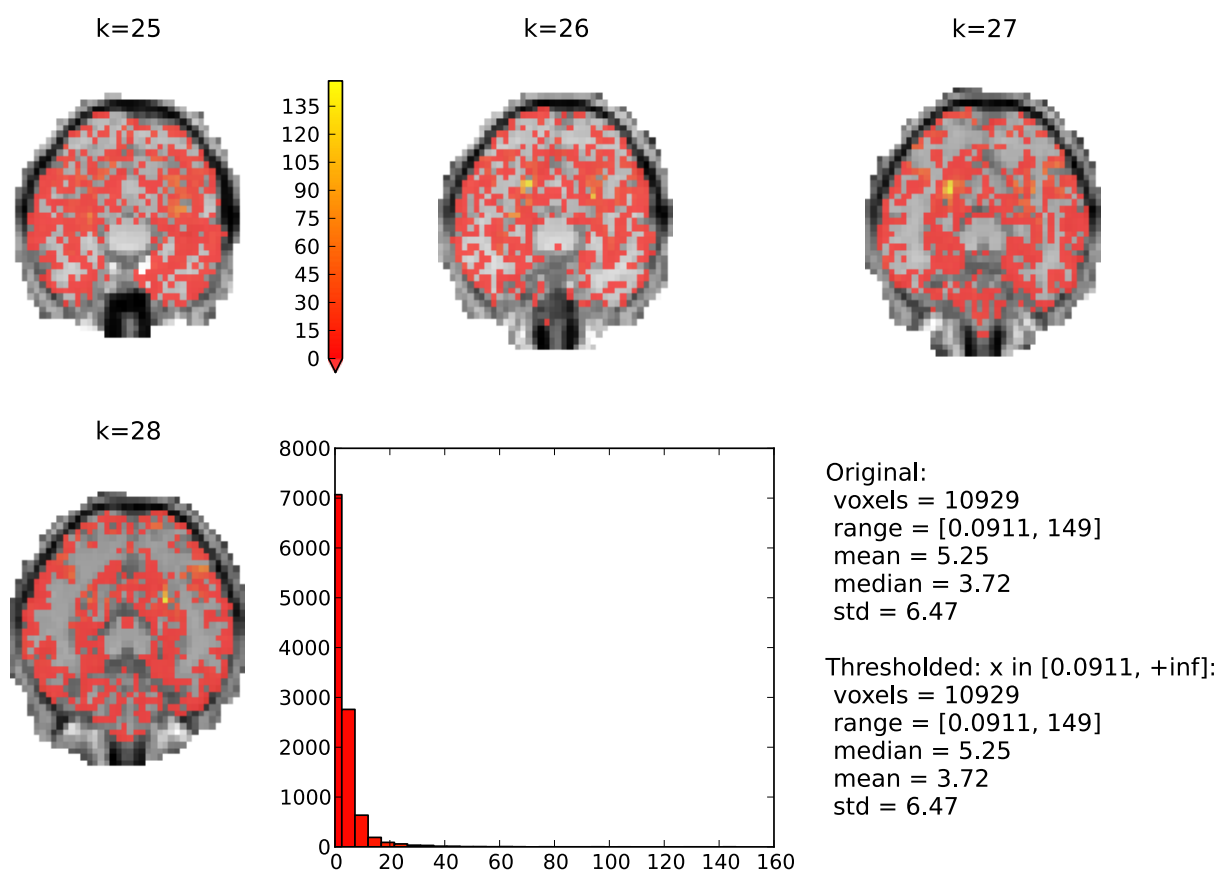 k=25
k=26
k=27
135
120
105
90
75
60
45
30
15
0
k=28
8000
7000
6000
5000
4000
3000
2000
1000
0
0 20 40 60 80 100 120 140 160
Original:
voxels = 10929
range = [0.0911, 149]
mean = 5.25
median = 3.72
std = 6.47
Thresholded: x in [0.0911, +inf]:
voxels = 10929
range = [0.0911, 149]
median = 5.25
mean = 3.72
std = 6.47